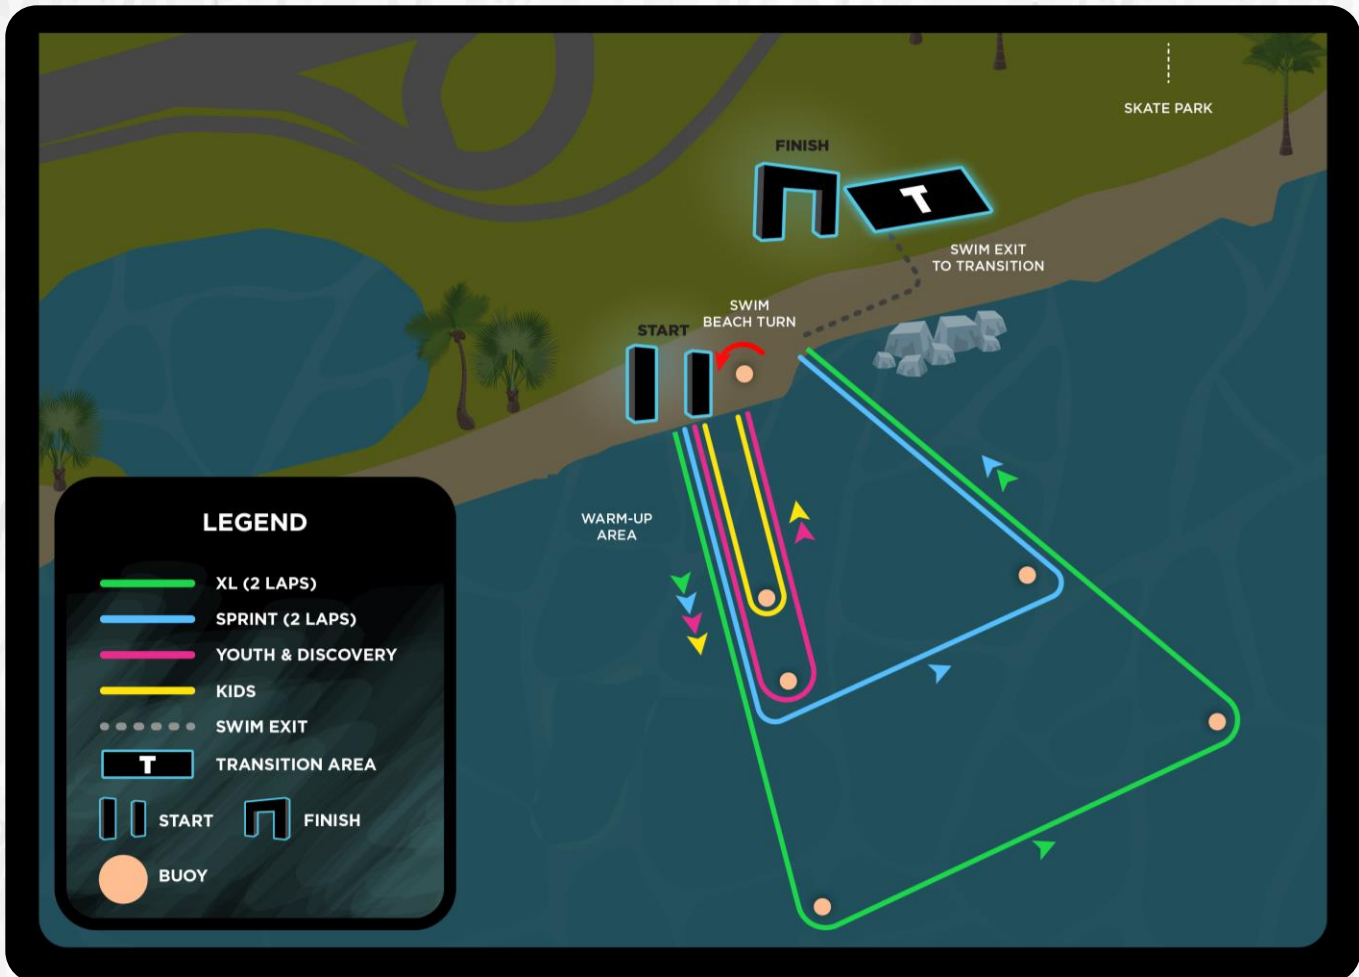 SKATE PARK
FINISH
T
SWIM EXIT
TO TRANSITION
SWIM
BEACH TURN
START
WARM-UP
AREA
LEGEND
XL (2 LAPS)
SPRINT (2 LAPS)
YOUTH & DISCOVERY
KIDS
SWIM EXIT
T
TRANSITION AREA
START
FINISH
BUOY